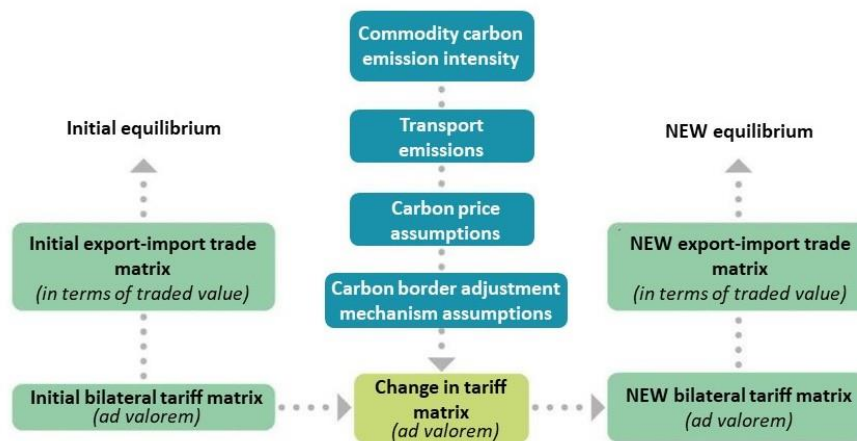 Commodity carbon
emission intensity
Initial equilibrium
Transport
emissions
NEW equilibrium
Initial export-import trade
matrix
(in terms of traded value)
Carbon price
assumptions
NEW export-import trade
matrix
(in terms of traded value)
Carbon border adjustment
mechanism assumptions
Initial bilateral tariff matrix
(ad valorem)
Change in tariff
matrix
(ad valorem)
NEW bilateral tariff matrix
(ad valorem)